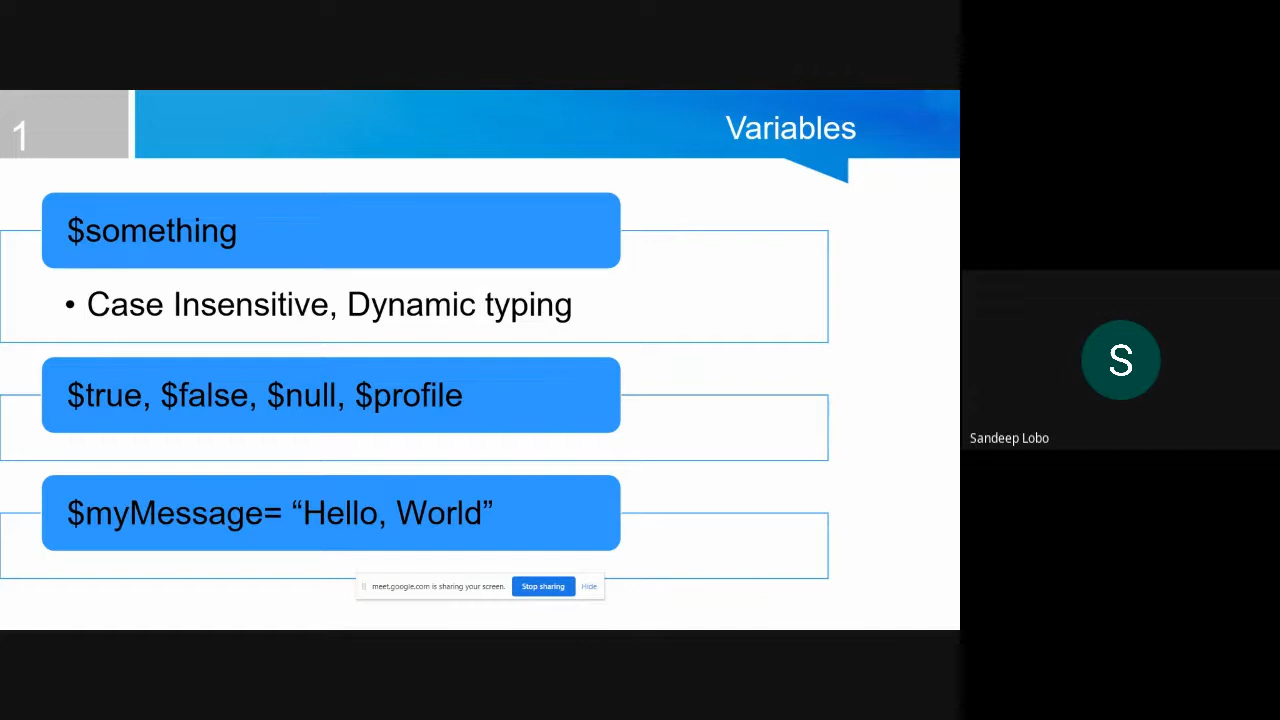 1
Variables
$something
• Case Insensitive, Dynamic typing
$true, $false, $null, $profile
$myMessage= “Hello, World”
meet.google.com is sharing your screen. Stop sharing Hide
S
Sandeep Lobo